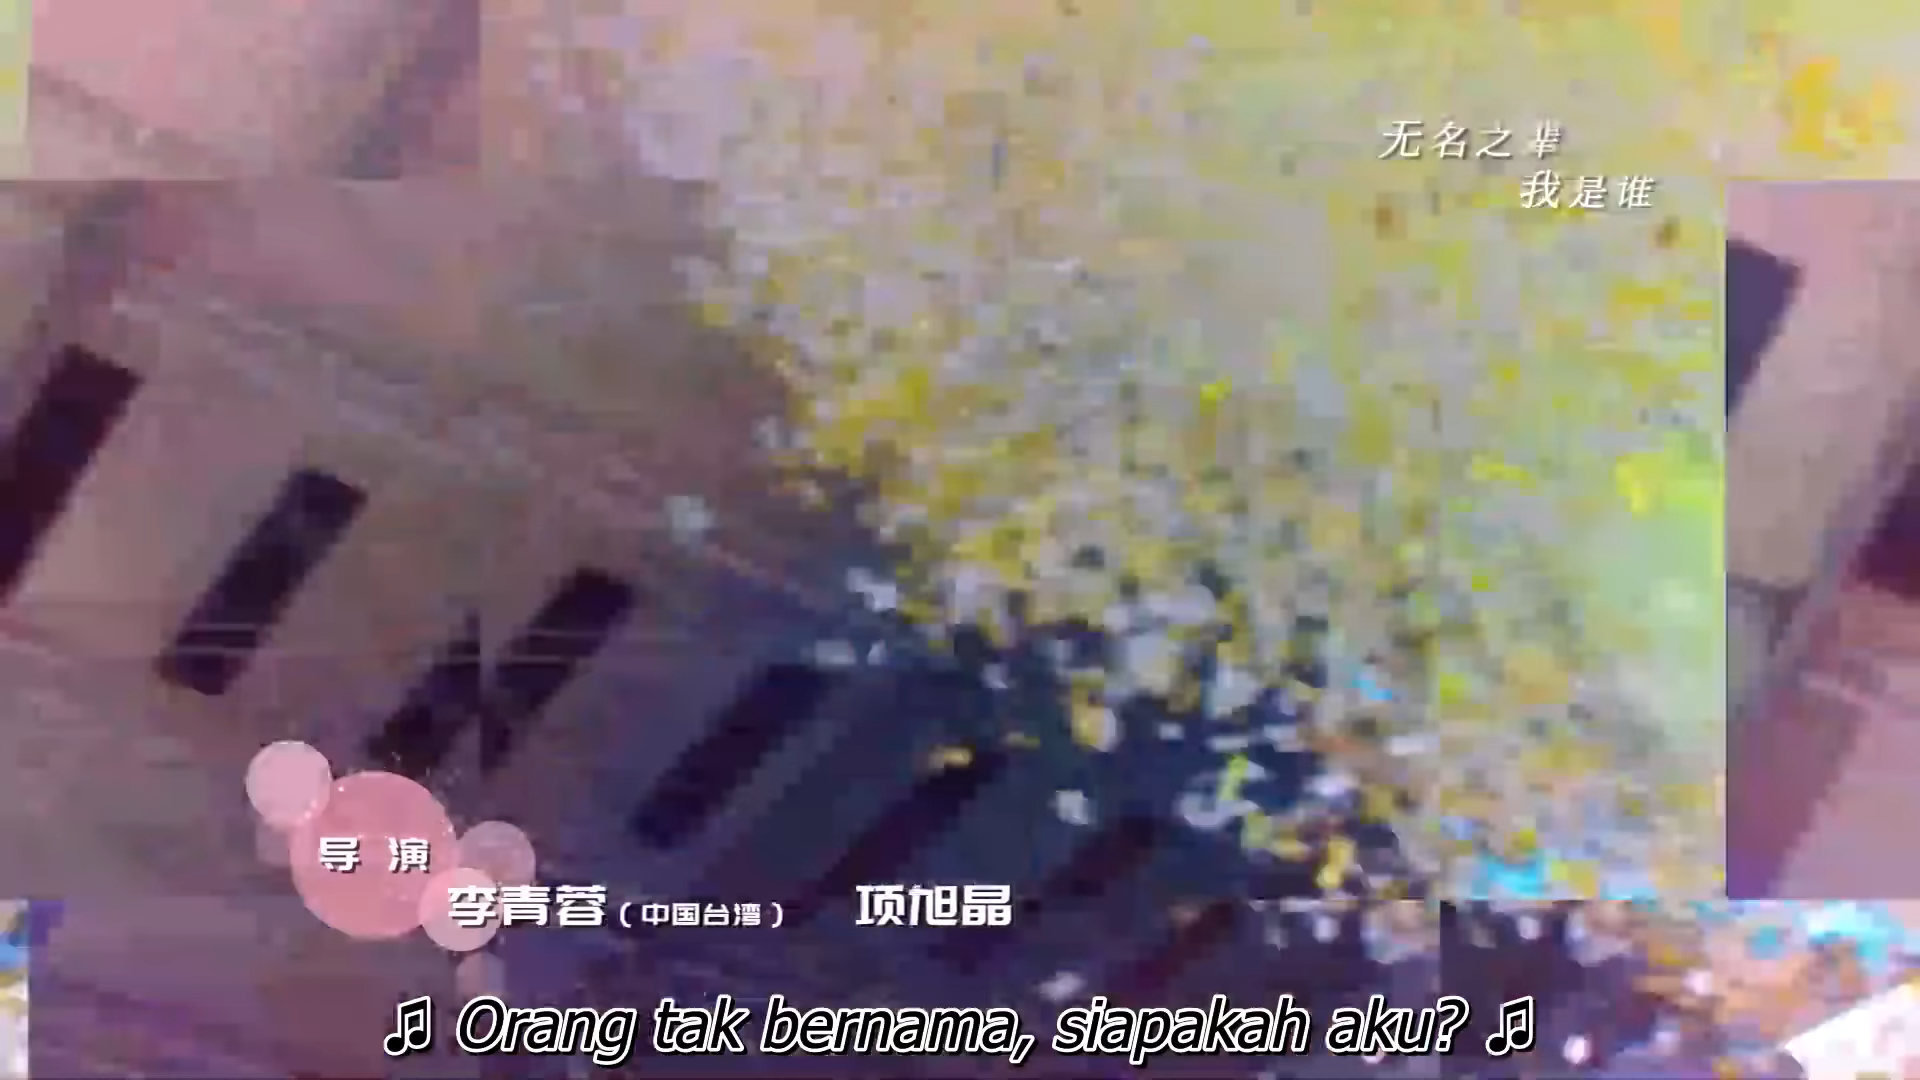 无名之辈
我是谁
导演
李青蓉（中国台湾） 项旭晶
♫ Orang tak bernama, siapakah aku? ♫